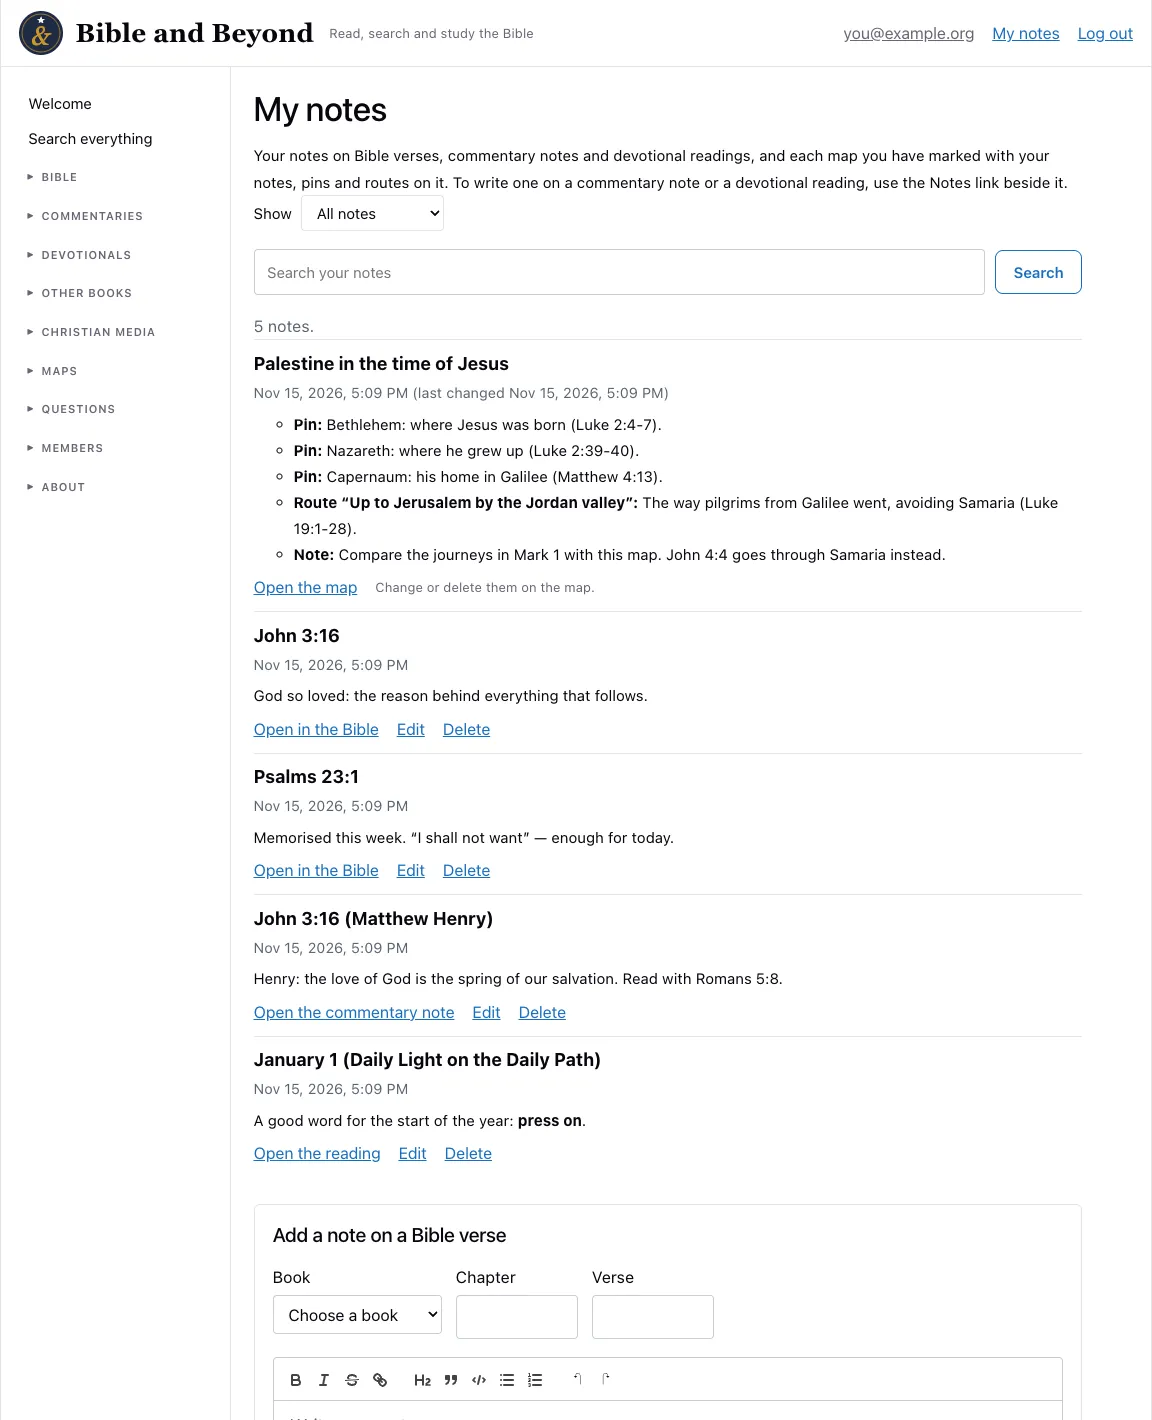 & Bible and Beyond Read, search and study the Bible you@example.org My notes Log out
Welcome
Search everything
BIBLE
COMMENTARIES
DEVOTIONALS
OTHER BOOKS
CHRISTIAN MEDIA
MAPS
QUESTIONS
MEMBERS
ABOUT
My notes
Your notes on Bible verses, commentary notes and devotional readings, and each map you have marked with your
notes, pins and routes on it. To write one on a commentary note or a devotional reading, use the Notes link beside it.
Show All notes
Search your notes Search
5 notes.
Palestine in the time of Jesus
Nov 15, 2026, 5:09 PM (last changed Nov 15, 2026, 5:09 PM)
Pin: Bethlehem: where Jesus was born (Luke 2:4-7).
Pin: Nazareth: where he grew up (Luke 2:39-40).
Pin: Capernaum: his home in Galilee (Matthew 4:13).
Route “Up to Jerusalem by the Jordan valley”: The way pilgrims from Galilee went, avoiding Samaria (Luke
19:1-28).
Note: Compare the journeys in Mark 1 with this map. John 4:4 goes through Samaria instead.
Open the map Change or delete them on the map.
John 3:16
Nov 15, 2026, 5:09 PM
God so loved: the reason behind everything that follows.
Open in the Bible Edit Delete
Psalms 23:1
Nov 15, 2026, 5:09 PM
Memorised this week. “I shall not want” — enough for today.
Open in the Bible Edit Delete
John 3:16 (Matthew Henry)
Nov 15, 2026, 5:09 PM
Henry: the love of God is the spring of our salvation. Read with Romans 5:8.
Open the commentary note Edit Delete
January 1 (Daily Light on the Daily Path)
Nov 15, 2026, 5:09 PM
A good word for the start of the year: press on.
Open the reading Edit Delete
Add a note on a Bible verse
Book Chapter Verse
Choose a book
B I S H2